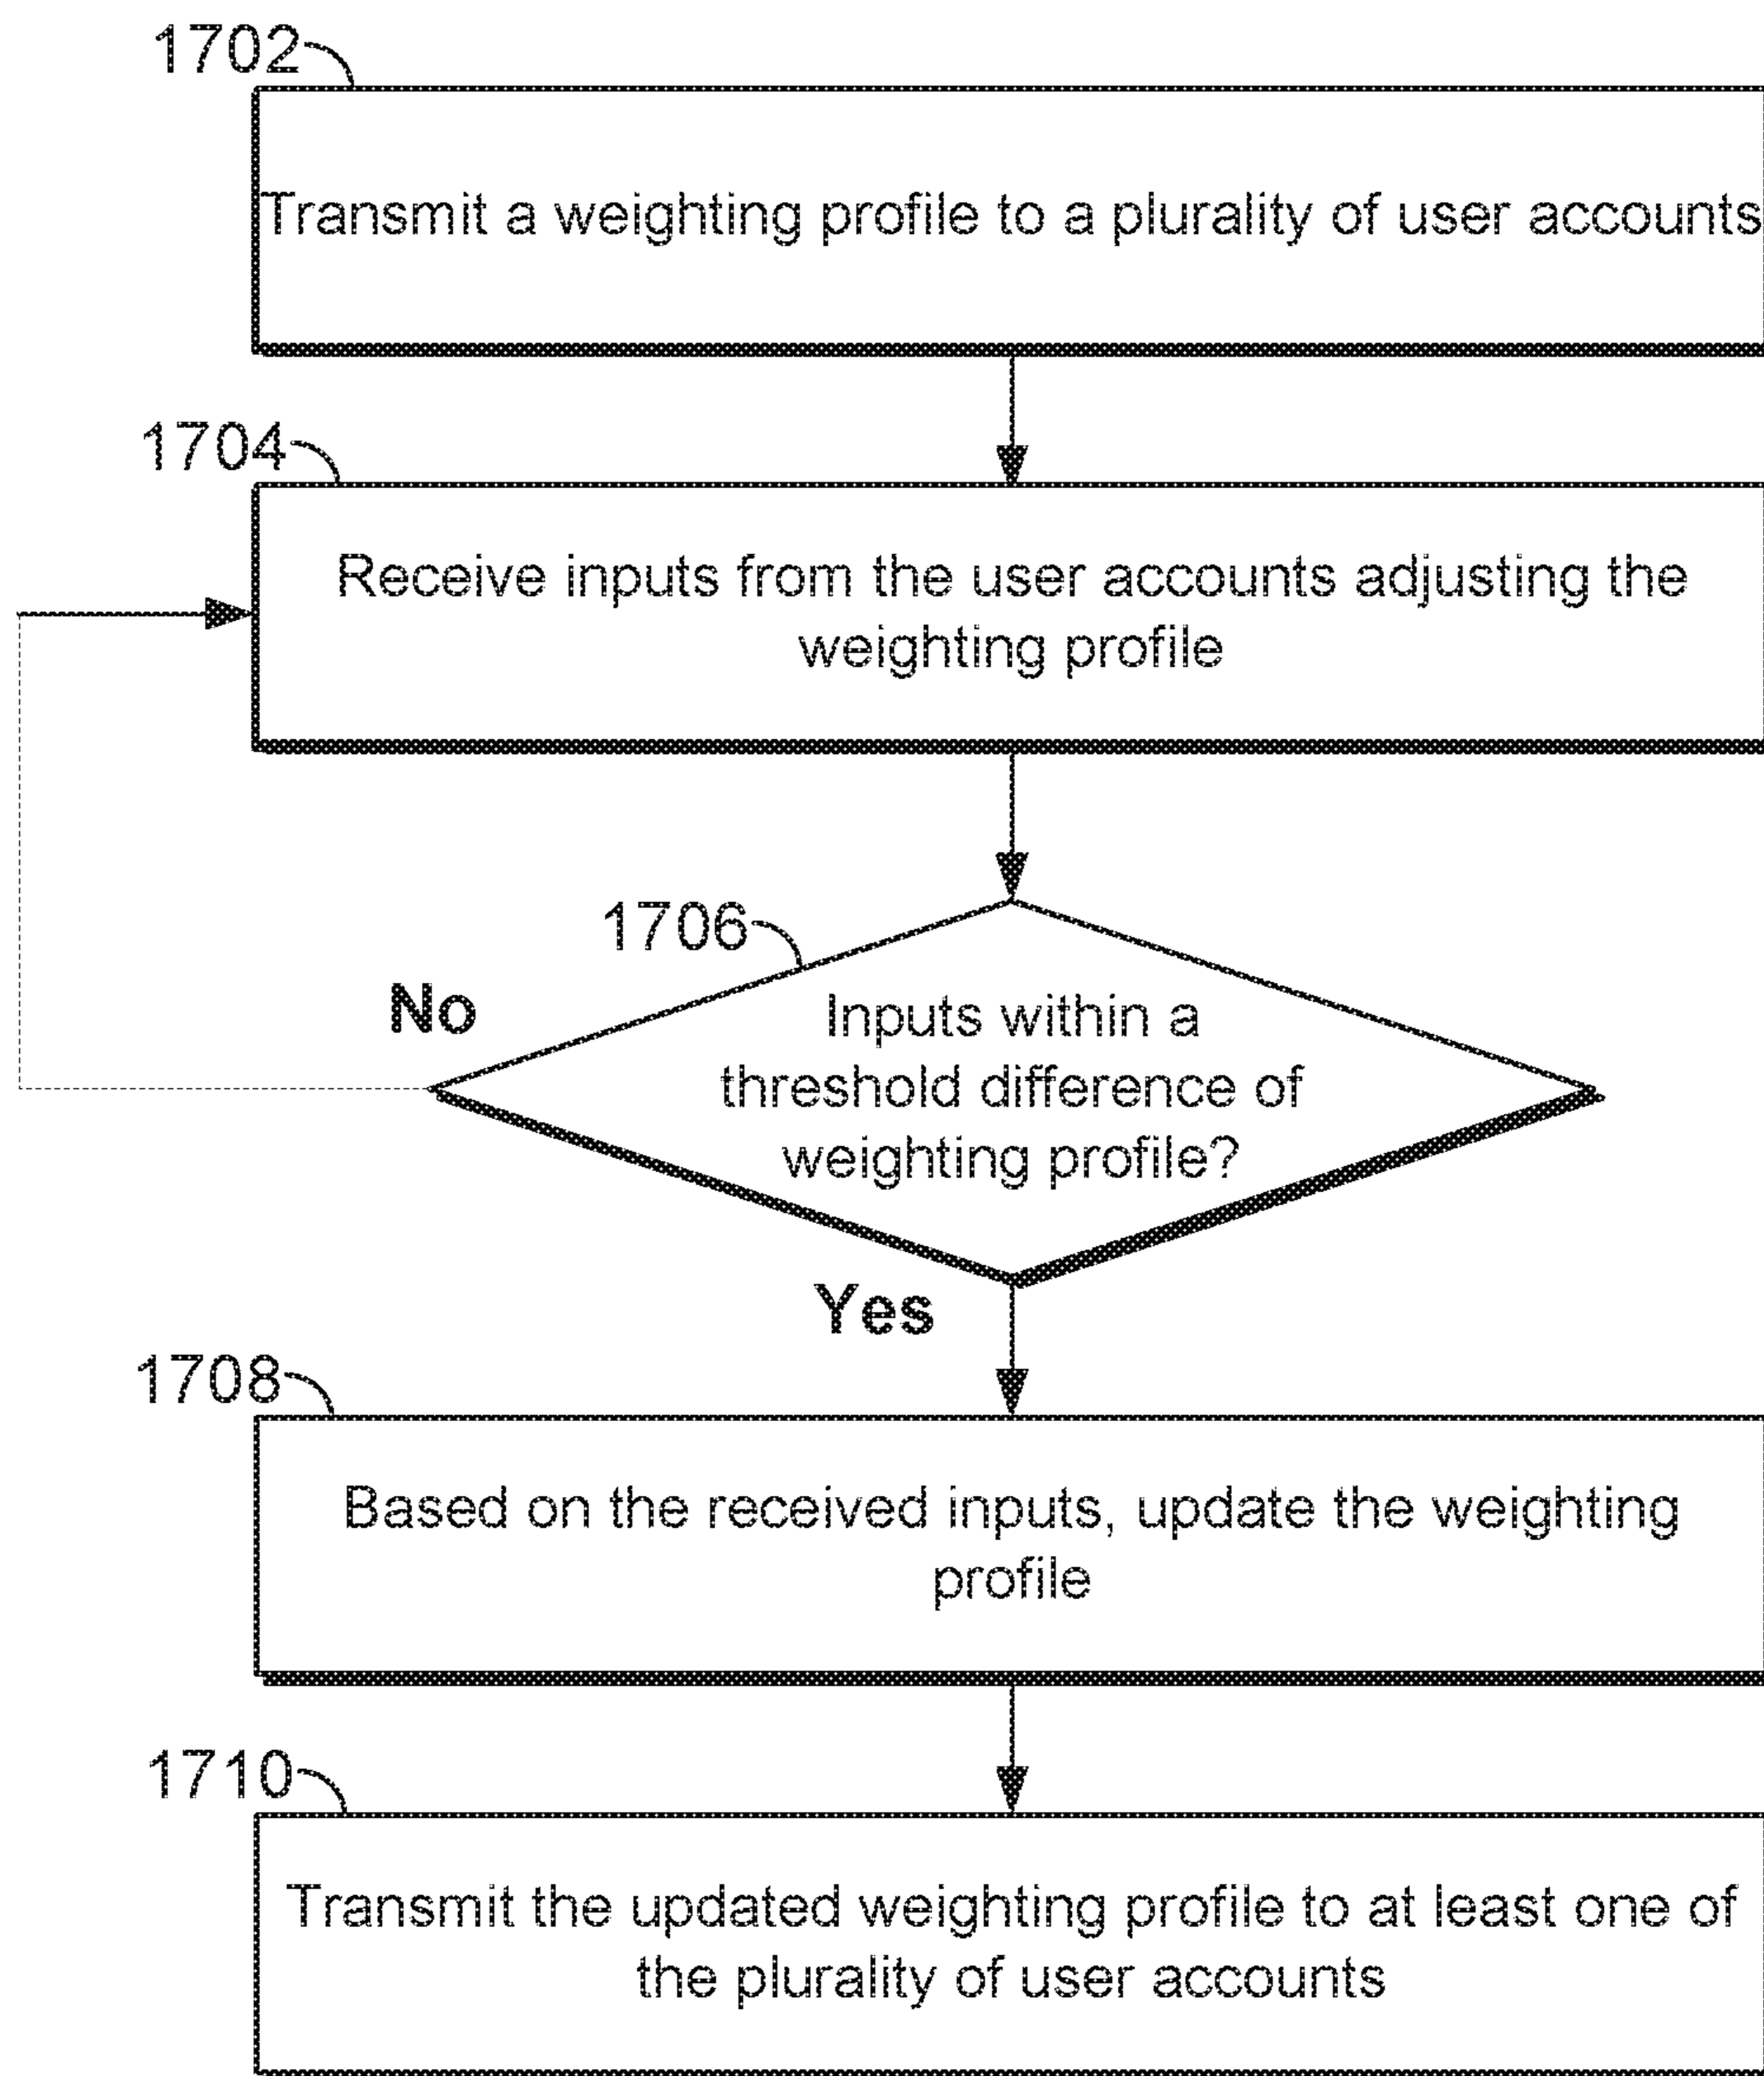 1702
Transmit a weighting profile to a plurality of user accounts
1704
Receive inputs from the user accounts adjusting the
weighting profile
1706
No
Inputs within a
threshold difference of
weighting profile?
Yes
1708
Based on the received inputs, update the weighting
profile
1710
Transmit the updated weighting profile to at least one of
the plurality of user accounts